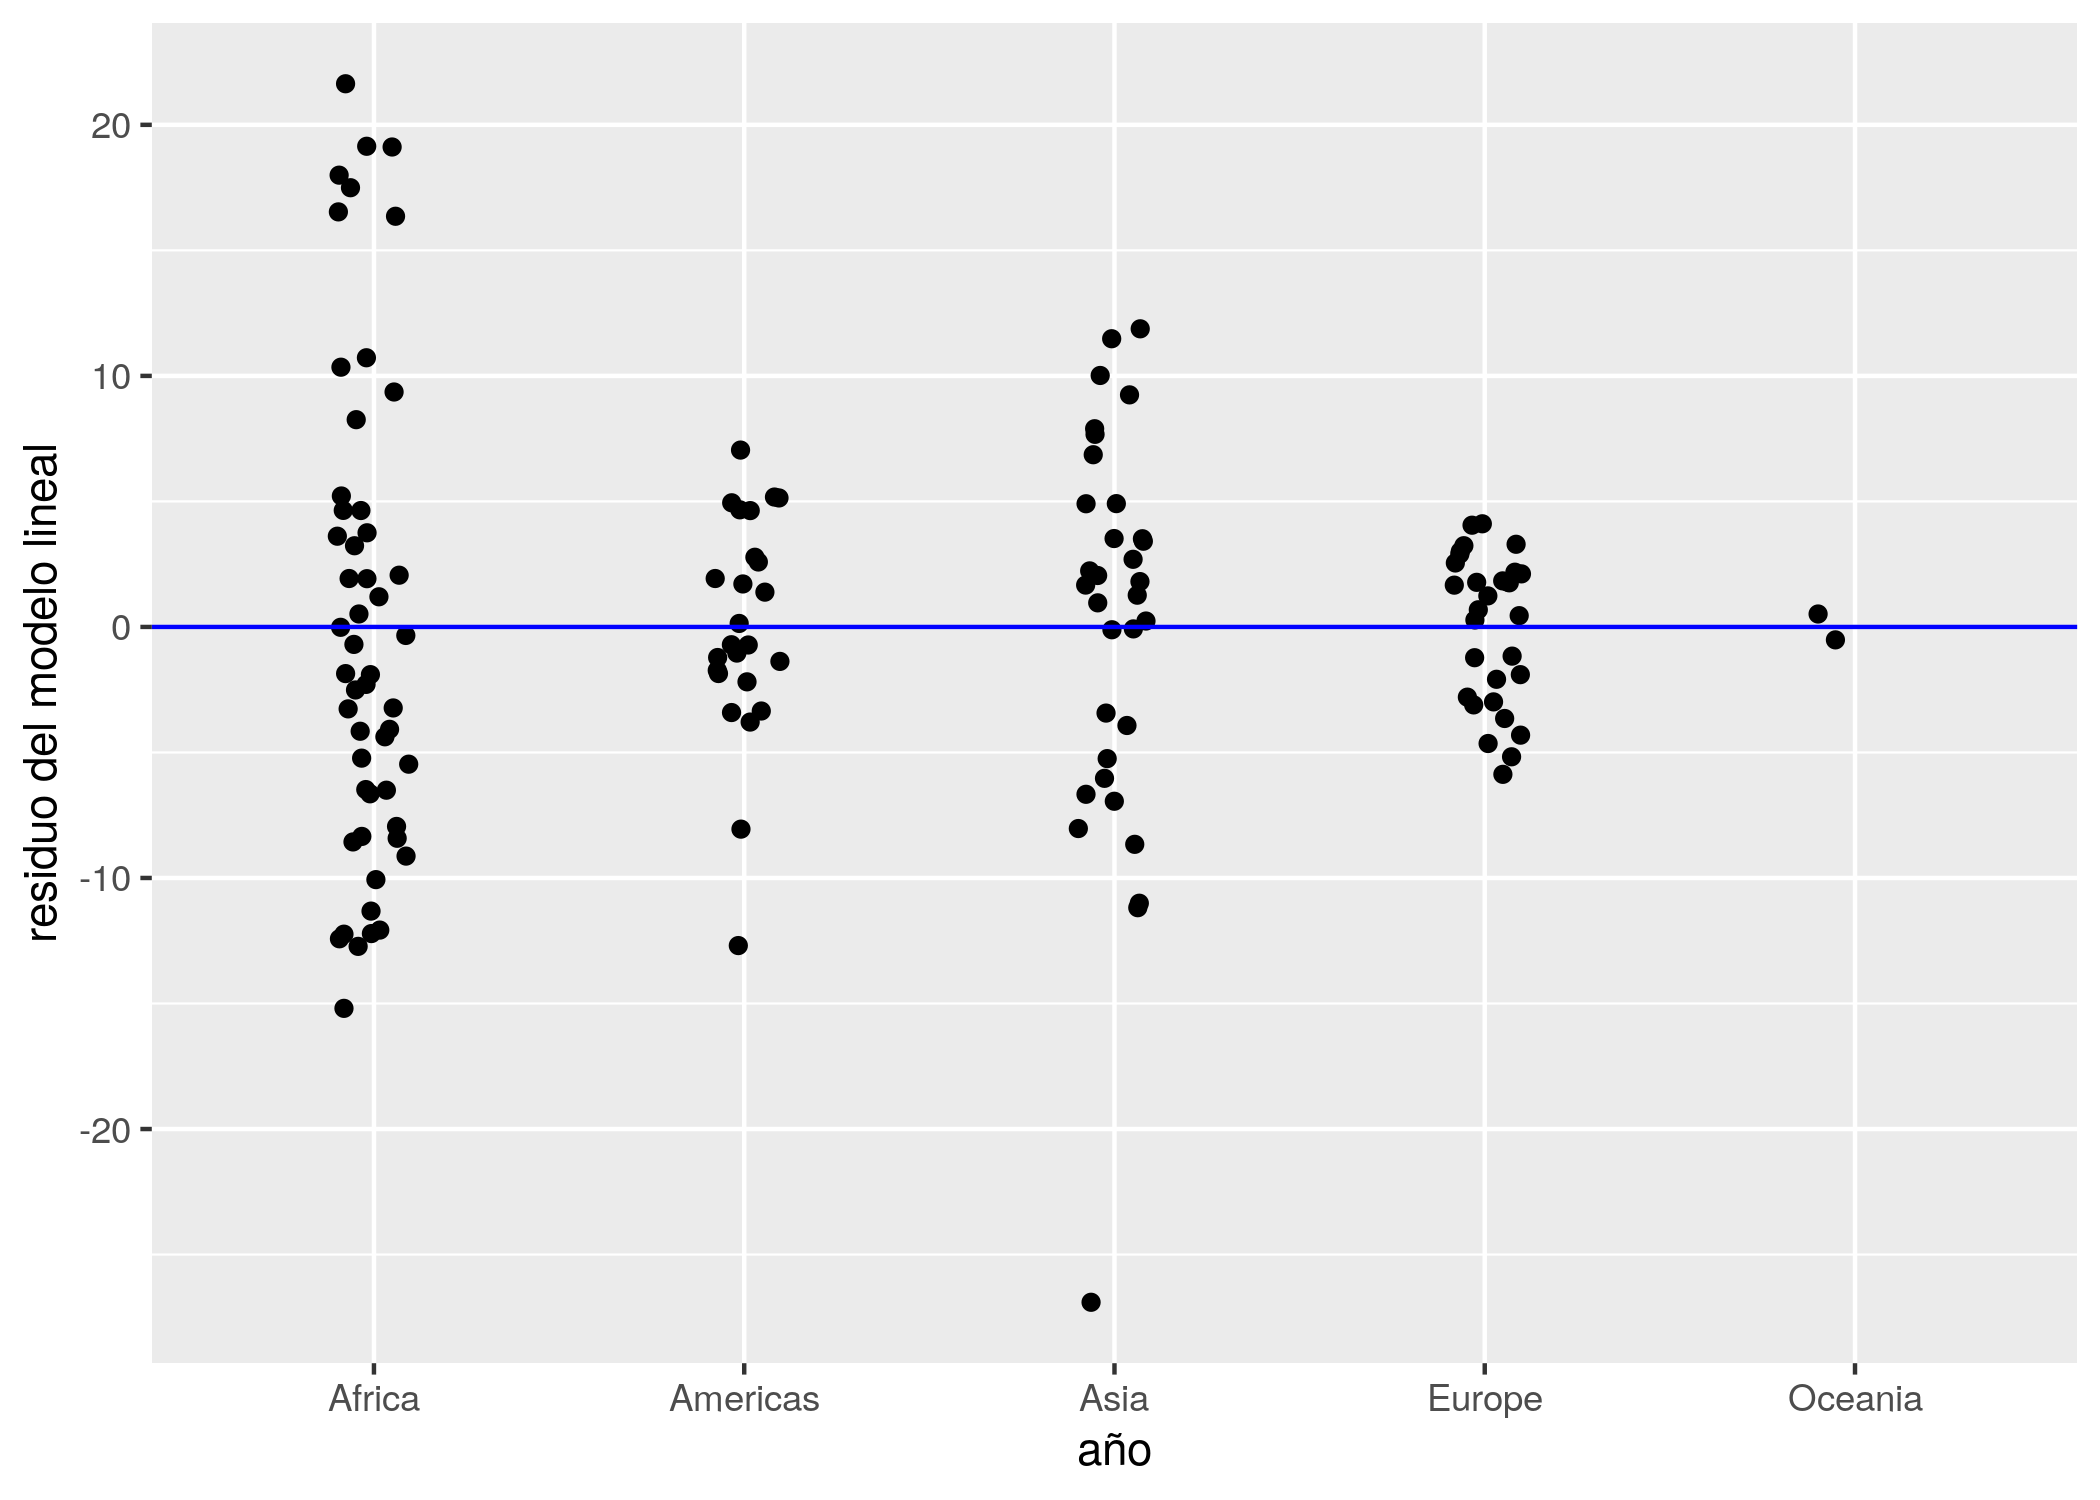 residuo del modelo lineal
20
10
0
-10
-20
Africa
Americas
Asia
Europe
Oceania
año